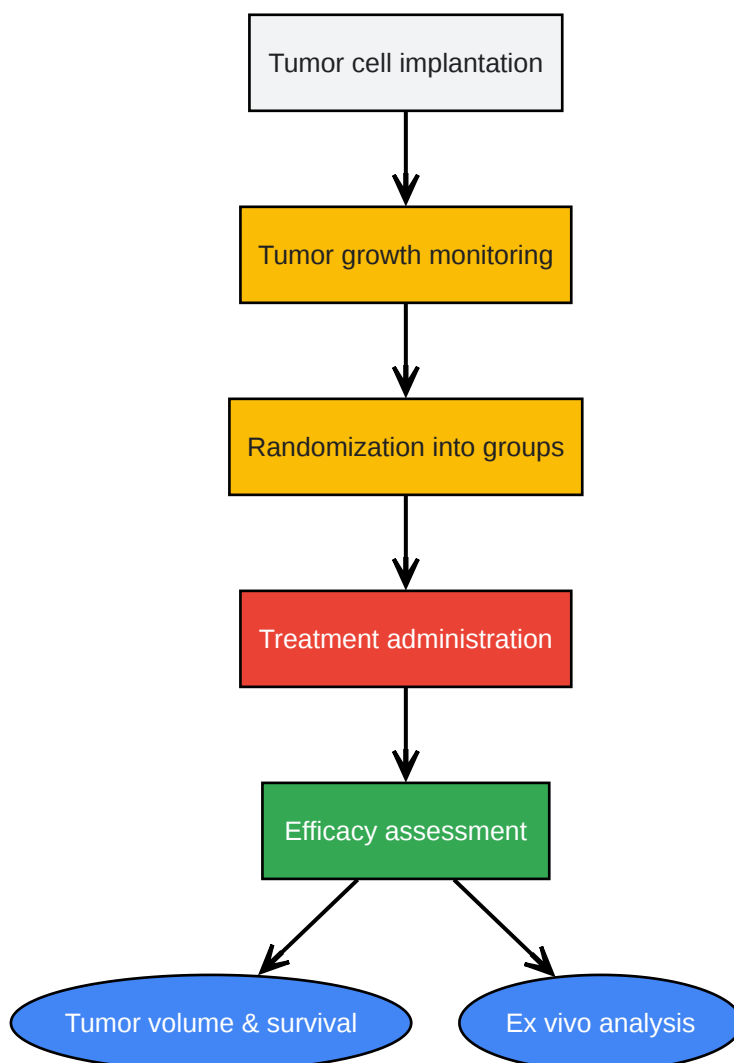 Tumor cell implantation
Tumor growth monitoring
Randomization into groups
Treatment administration
Efficacy assessment
Tumor volume & survival
Ex vivo analysis